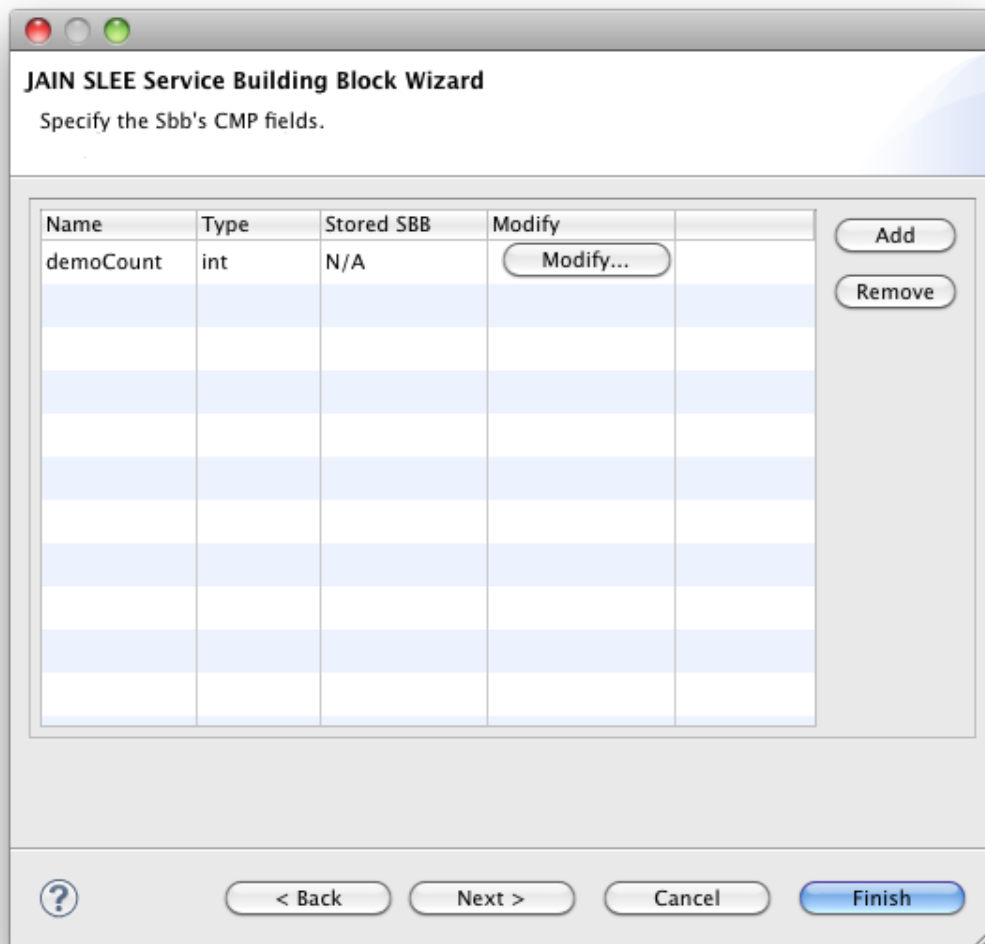 JAIN SLEE Service Building Block Wizard
Specify the Sbb's CMP fields.
Name Type Stored SBB Modify
Add
demoCount int N/A Modify...
Remove
?
< Back Next > Cancel Finish